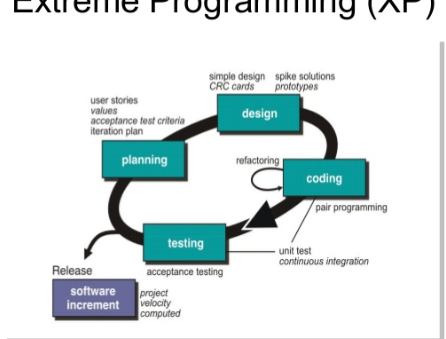 Extreme Programming (XP)
simple design
CRC cards
spike solutions
prototypes
user stories
values
acceptance test criteria
iteration plan
design
planning
refactoring
coding
pair programming
testing
unit test
continuous integration
acceptance testing
Release
software
increment
project
velocity
computed